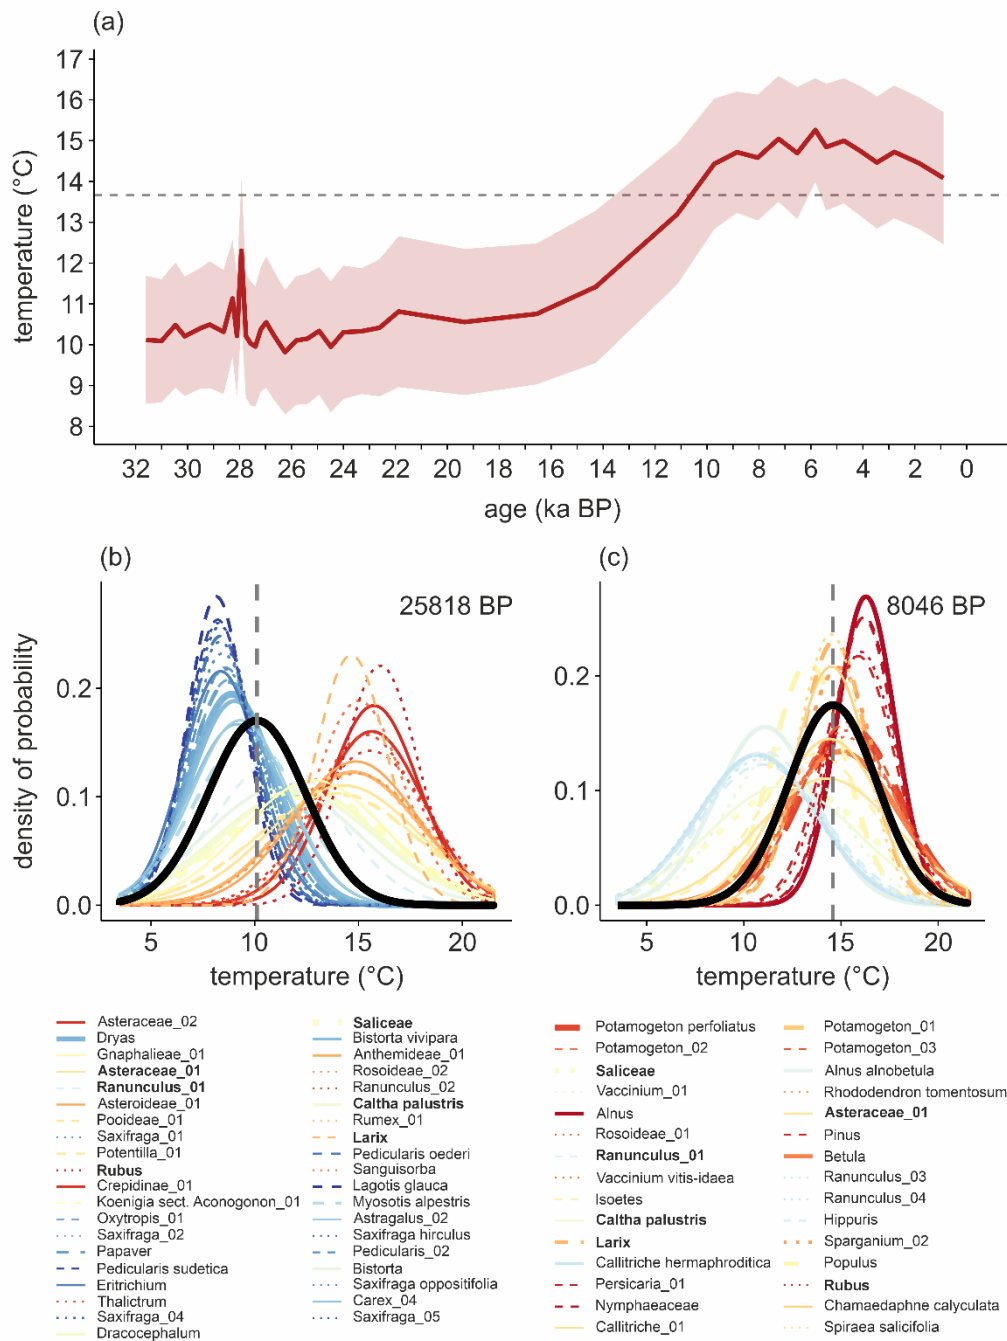 (a)
17
16
15
14
13
12
11
10
9
8
temperature (°C)
32 30 28 26 24 22 20 19 16 14 12 10 8 6 4 2 0
age (ka BP)
(b)
25818 BP
density of probability
0.2
0.1
0.0
5 10 15 20
temperature (°C)
(c)
8046 BP
0.2
0.1
0.0
5 10 15 20
temperature (°C)
Asteraceae_02
Dryas
Gnaphalieae_01
Asteraceae_01
Ranunculus_01
Asteroideae_01
Pooideae_01
Saxifraga_01
Potentilla_01
Rubus
Crepidinae_01
Koenigia sect. Aconogonon_01
Oxytropis_01
Saxifraga_02
Papaver
Pedicularis sudetica
Eritrichium
Thalictrum
Saxifraga_04
Dracocephalum
Saliceae
Bistorta vivipara
Anthemideae_01
Rosoideae_02
Ranunculus_02
Caltha palustris
Rumex_01
Larix
Pedicularis oederi
Sanguisorba
Lagotis glauca
Myosotis alpestris
Astragalus_02
Saxifraga hirculus
Pedicularis_02
Bistorta
Saxifraga oppositifolia
Carex_04
Saxifraga_05
Potamogeton perfoliatus
Potamogeton_02
Saliceae
Vaccinium_01
Alnus
Rosoideae_01
Ranunculus_01
Vaccinium vitis-idaea
Isoetes
Caltha palustris
Larix
Callitriche hermaphroditica
Persicaria_01
Nymphaeaceae
Callitriche_01
Potamogeton_01
Potamogeton_03
Alnus alnobetula
Rhododendron tomentosum
Asteraceae_01
Pinus
Betula
Ranunculus_03
Ranunculus_04
Hippuris
Sparganium_02
Populus
Rubus
Chamaedaphne calyculata
Spiraea salicifolia